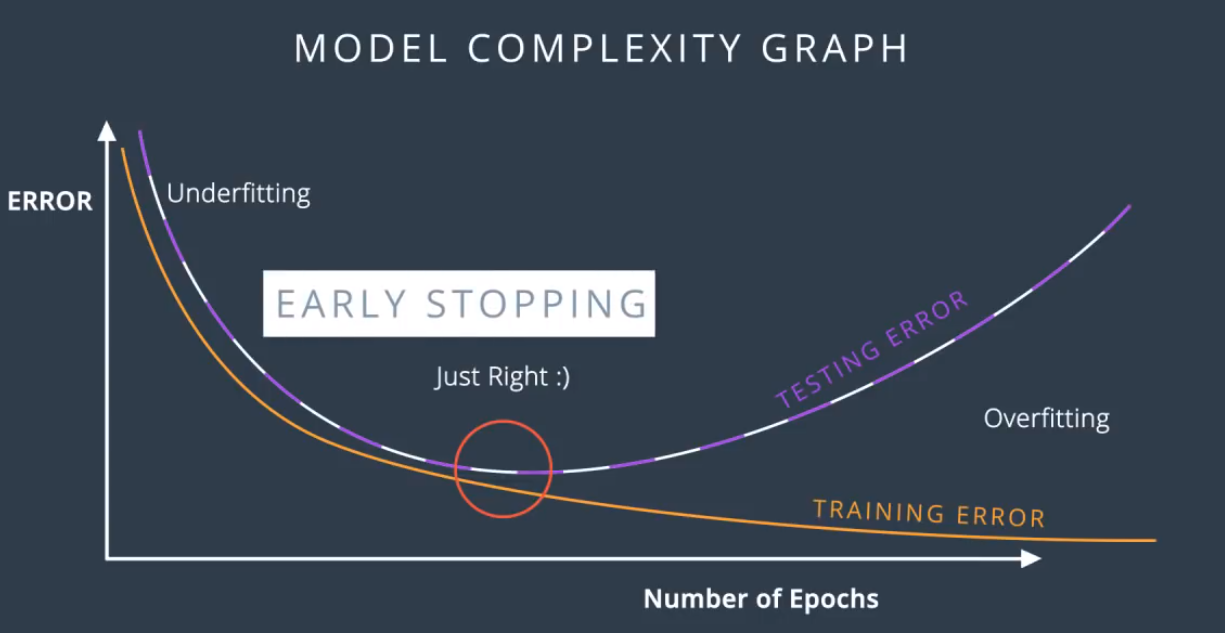 MODEL COMPLEXITY GRAPH
ERROR
Underfitting
EARLY STOPPING
Just Right :)
TESTING ERROR
Overfitting
TRAINING ERROR
Number of Epochs